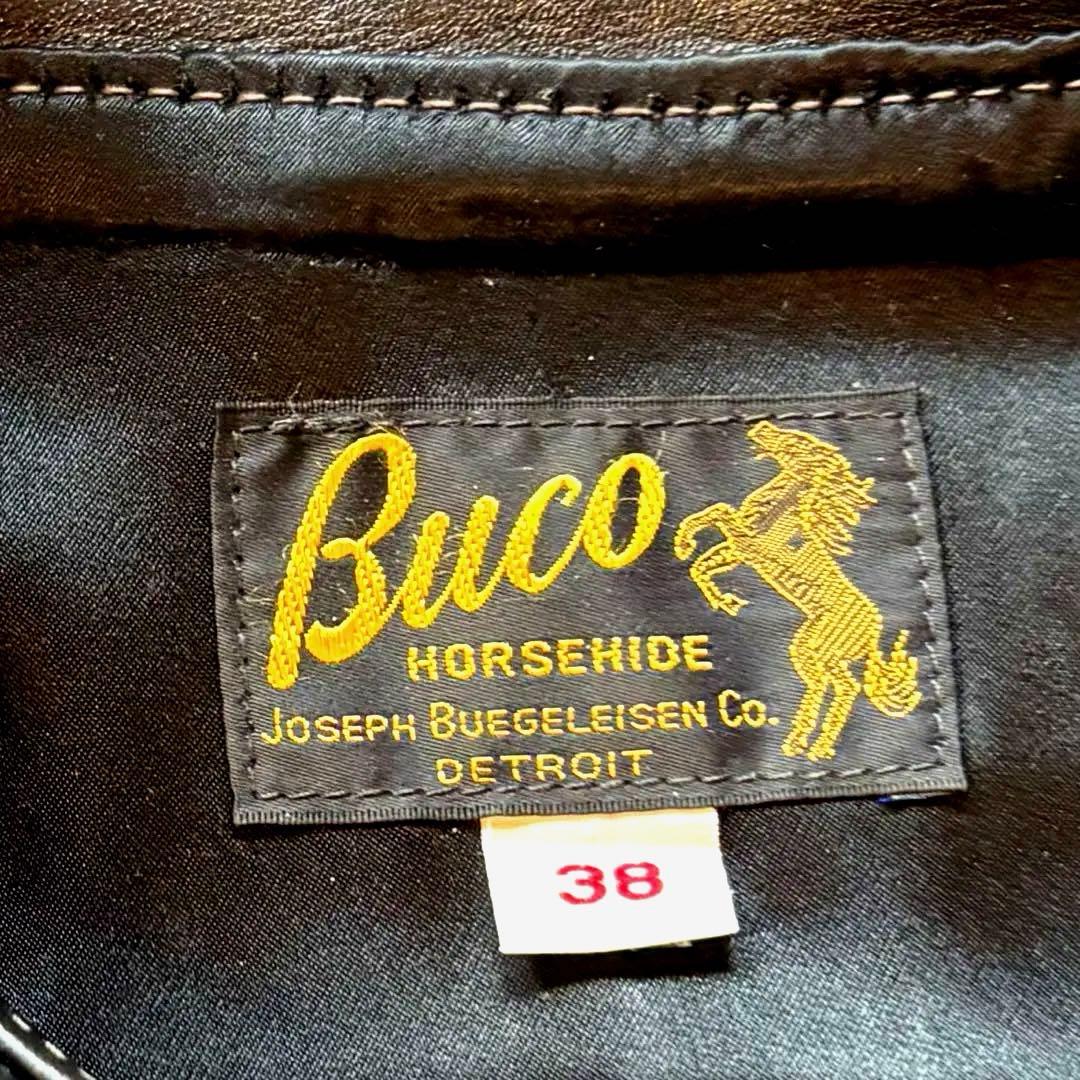 Buco
HORSEHIDE
JOSEPH BUEGELEISEN CO.
DETROIT
38